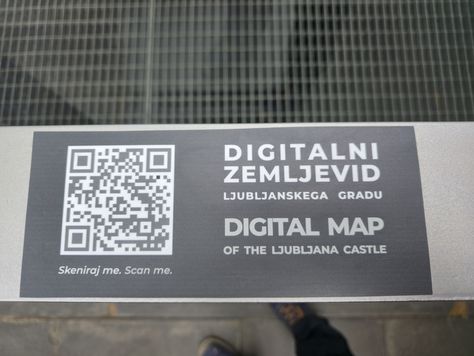 DIGITALNI
ZEMLJEVID
LJUBLJANSKEGA GRADU
DIGITAL MAP
OF THE LJUBLJANA CASTLE
Skeniraj me. Scan me.